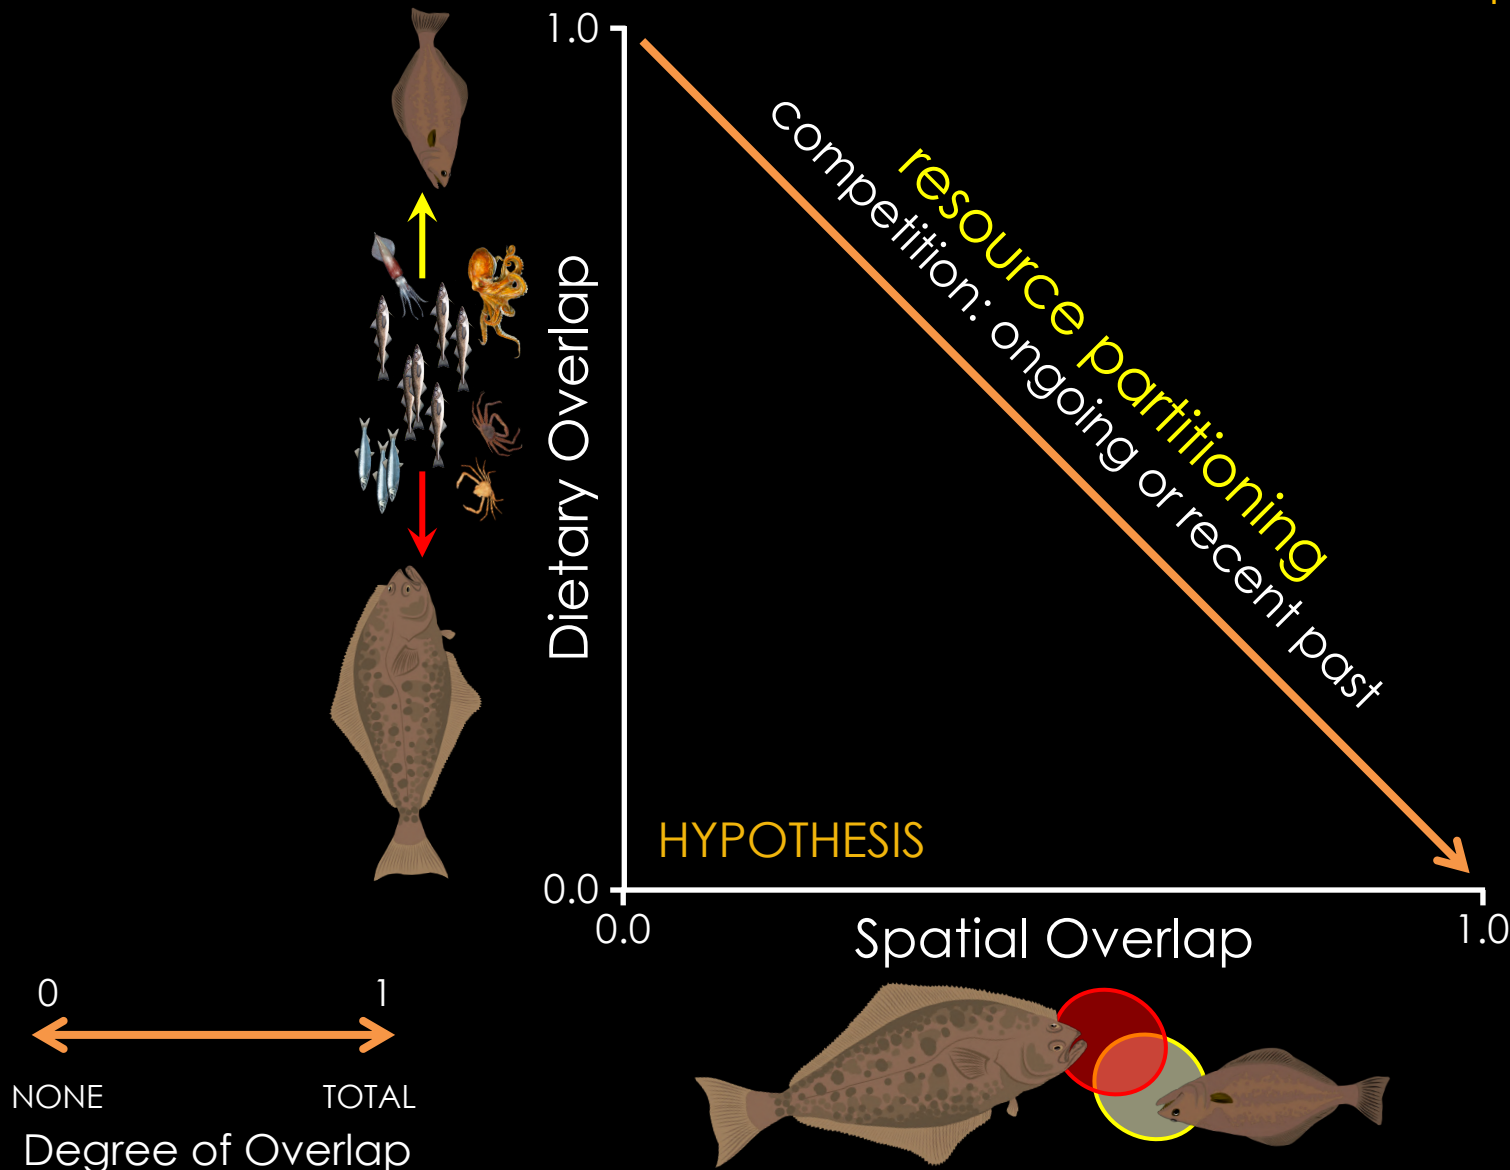 1.0
resource partitioning
competition: ongoing or recent past
Dietary Overlap
HYPOTHESIS
0.0
0.0
1.0
Spatial Overlap
0
1
NONE
TOTAL
Degree of Overlap